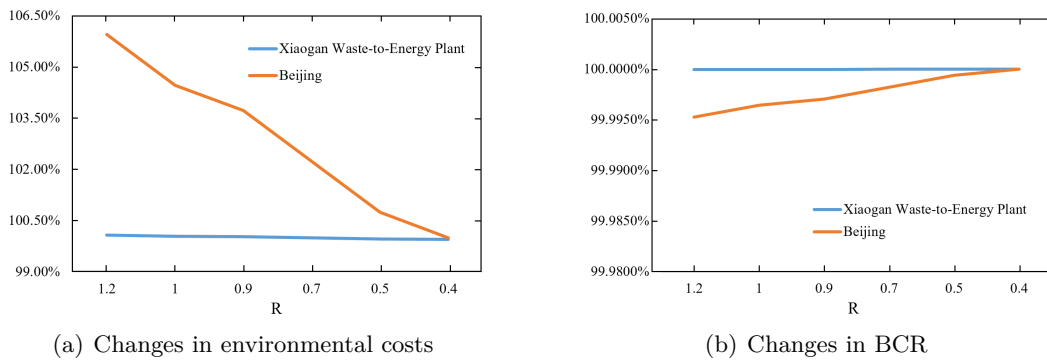 106.50%
105.00%
103.50%
102.00%
100.50%
99.00%
Xiaogan Waste-to-Energy Plant
Beijing
1.2 1 0.9 0.7 0.5 0.4
R
(a) Changes in environmental costs
100.0050%
100.0000%
99.9950%
99.9900%
99.9850%
99.9800%
Xiaogan Waste-to-Energy Plant
Beijing
1.2 1 0.9 0.7 0.5 0.4
R
(b) Changes in BCR